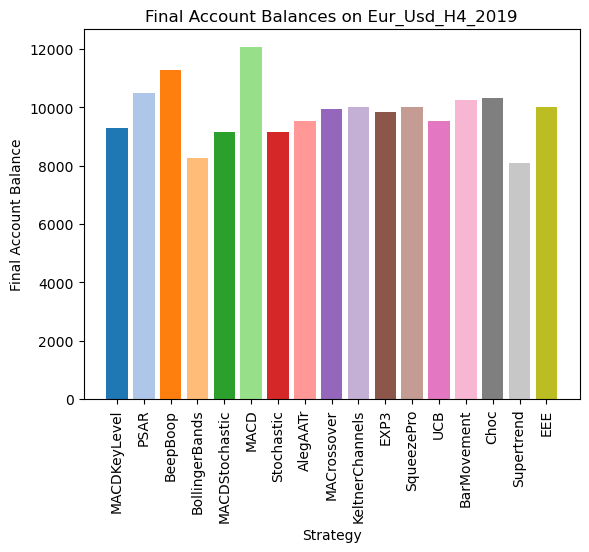 Final Account Balances on Eur_Usd_H4_2019
Final Account Balance
12000
10000
8000
6000
4000
2000
0
MACDKeyLevel
PSAR
BeepBoop
BollingerBands
MACDStochastic
MACD
Stochastic
AlegAATr
MACrossover
KeltnerChannels
EXP3
SqueezePro
UCB
BarMovement
Choc
Supertrend
EEE
Strategy